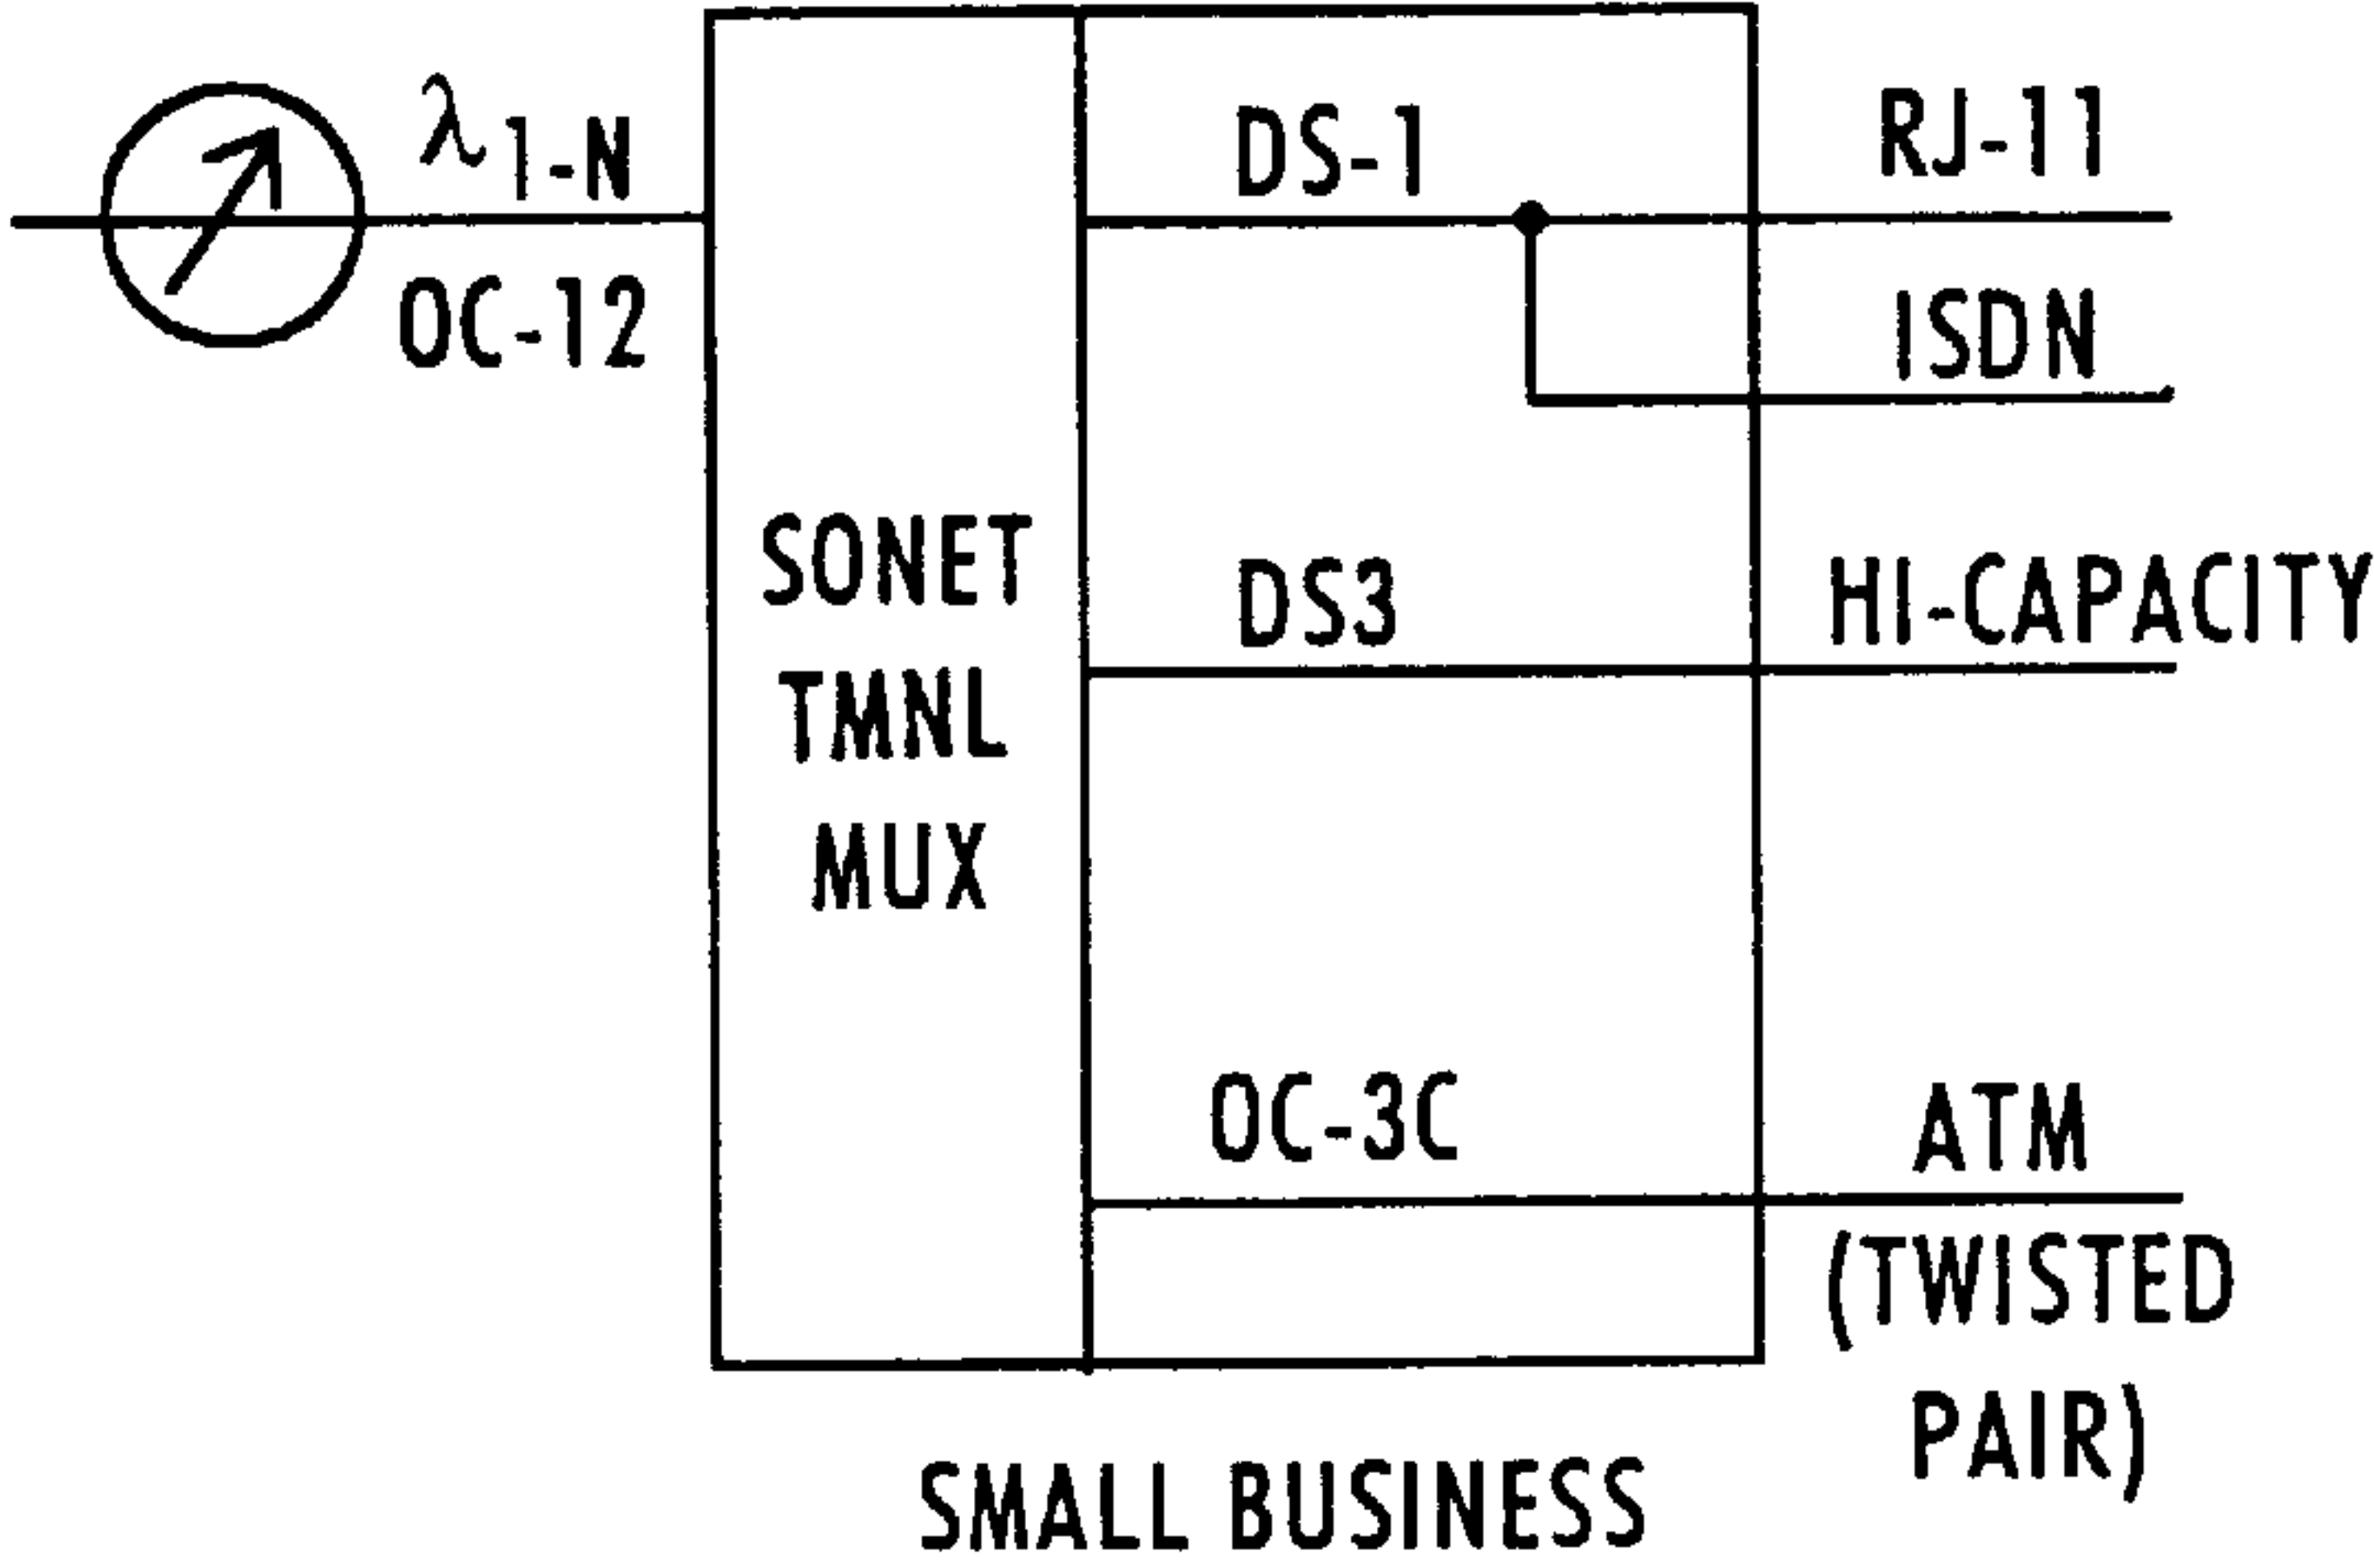 λ1-N
OC-12
SONET
TMNL
MUX
DS-1
DS3
OC-3C
RJ-11
ISDN
HI-CAPACITY
ATM
(TWISTED
PAIR)
SMALL BUSINESS